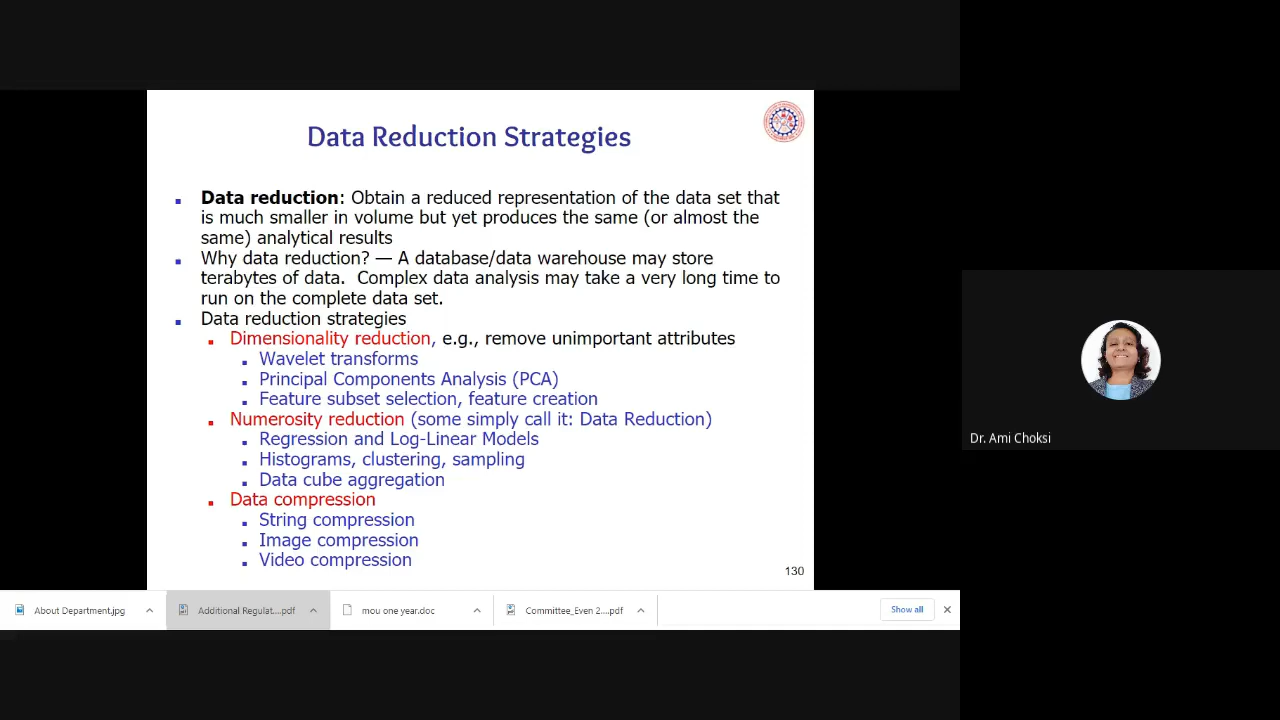 Data Reduction Strategies
Data reduction: Obtain a reduced representation of the data set that
is much smaller in volume but yet produces the same (or almost the
same) analytical results
Why data reduction? — A database/data warehouse may store
terabytes of data. Complex data analysis may take a very long time to
run on the complete data set.
Data reduction strategies
Dimensionality reduction, e.g., remove unimportant attributes
Wavelet transforms
Principal Components Analysis (PCA)
Feature subset selection, feature creation
Numerosity reduction (some simply call it: Data Reduction)
Regression and Log-Linear Models
Histograms, clustering, sampling
Data cube aggregation
Data compression
String compression
Image compression
Video compression
130
Dr. Ami Choksi
About Department.jpg
Additional Regulat....pdf
mou one year.doc
Committee_Even 2....pdf
Show all